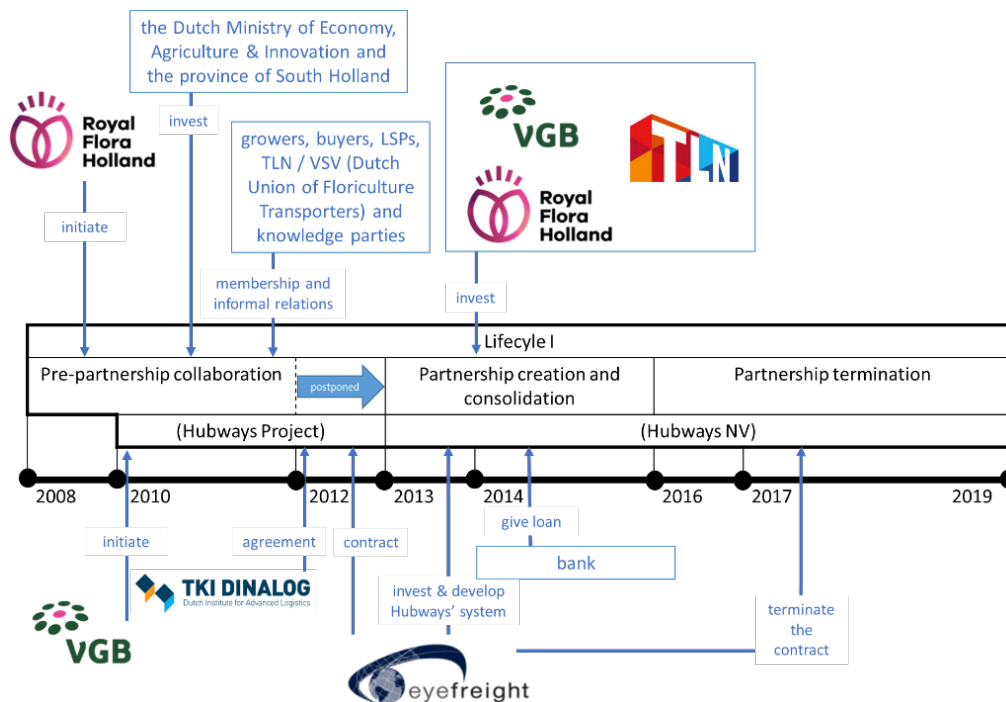 the Dutch Ministry of Economy,
Agriculture & Innovation and
the province of South Holland
Royal
Flora
Holland
invest
growers, buyers, LSPs,
TLN / VSV (Dutch
Union of Floriculture
Transporters) and
knowledge parties
VGB
TLN
Royal
Flora
Holland
initiate
membership and
informal relations
invest
Lifecyle I
Pre-partnership collaboration
postponed
Partnership creation and
consolidation
Partnership termination
(Hubways Project)
(Hubways NV)
2008
2010
2012
2013
2014
2016
2017
2019
initiate
agreement
contract
give loan
bank
TKI DINALOG
Dutch Institute for Advanced Logistics
invest & develop
Hubways' system
terminate
the
contract
VGB
eyefreight